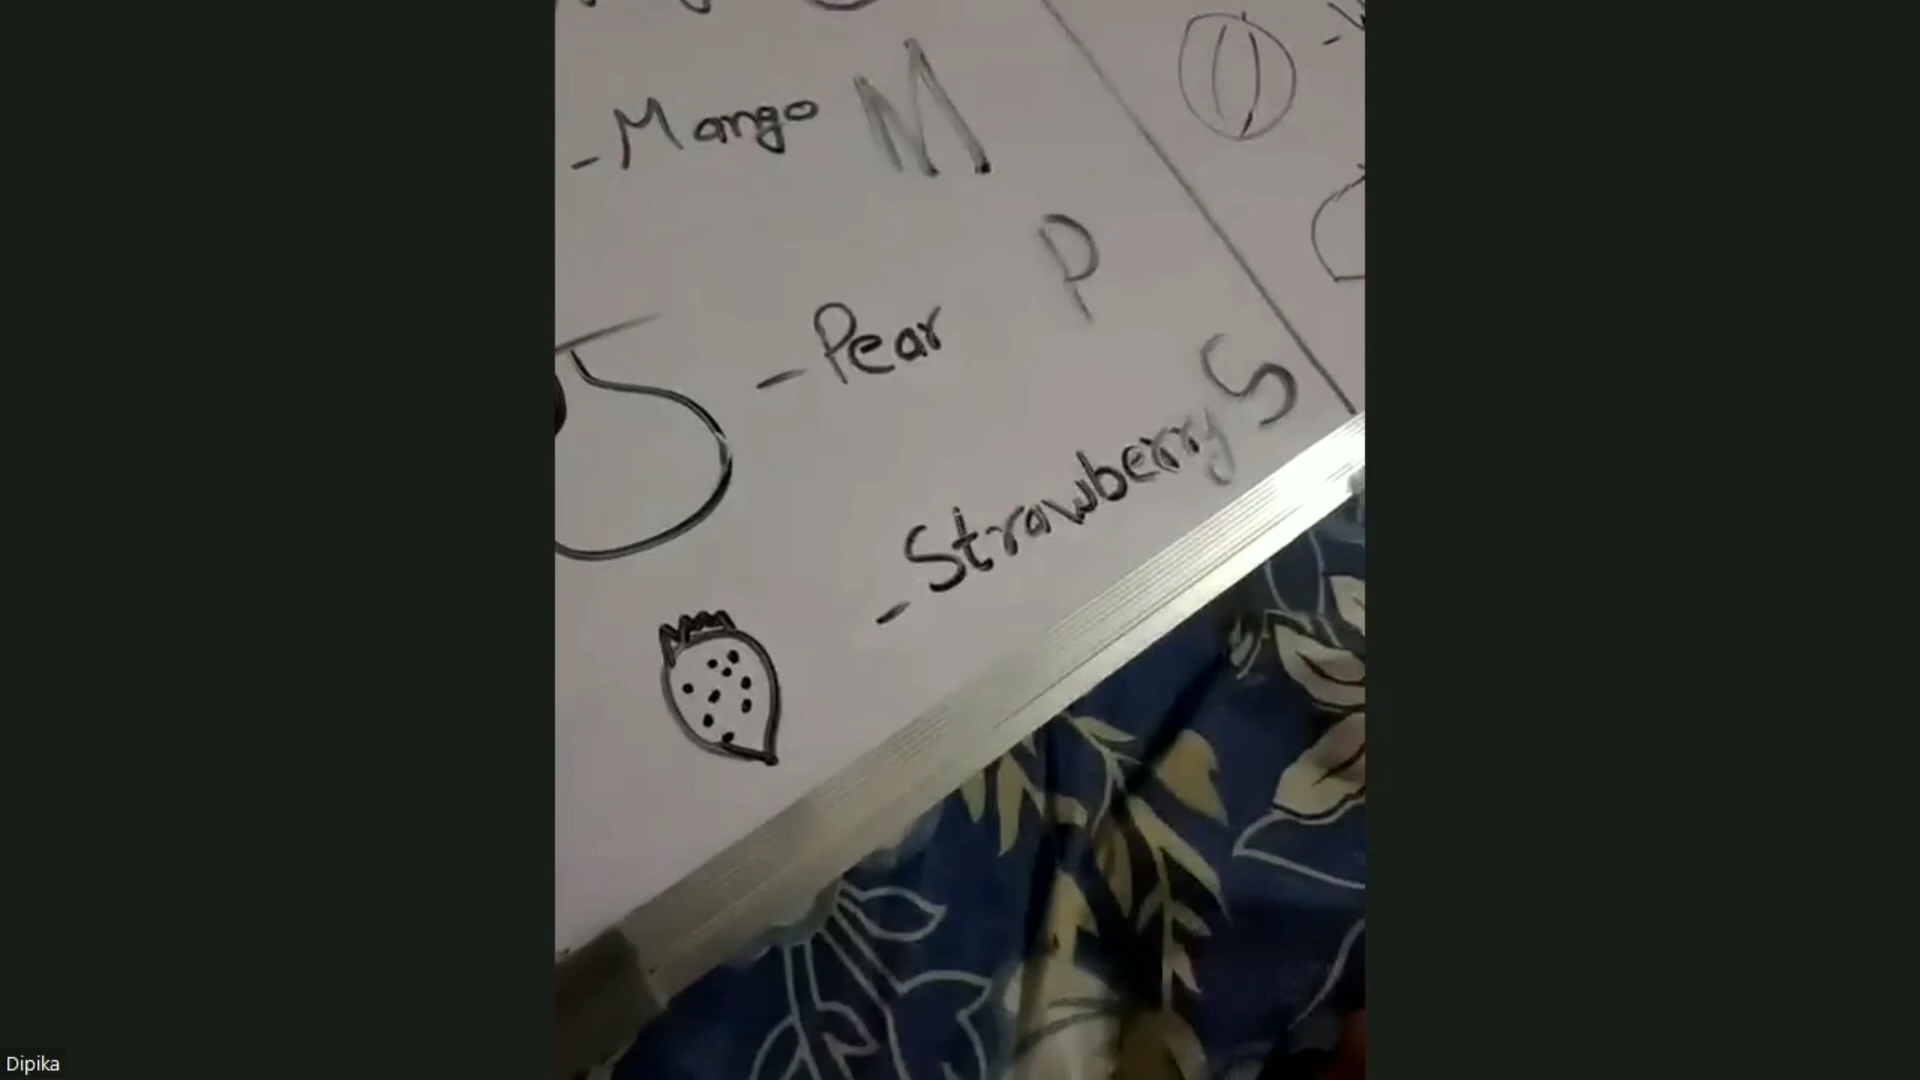 - Mango M
P
- Pear
- Strawberry S
Dipika